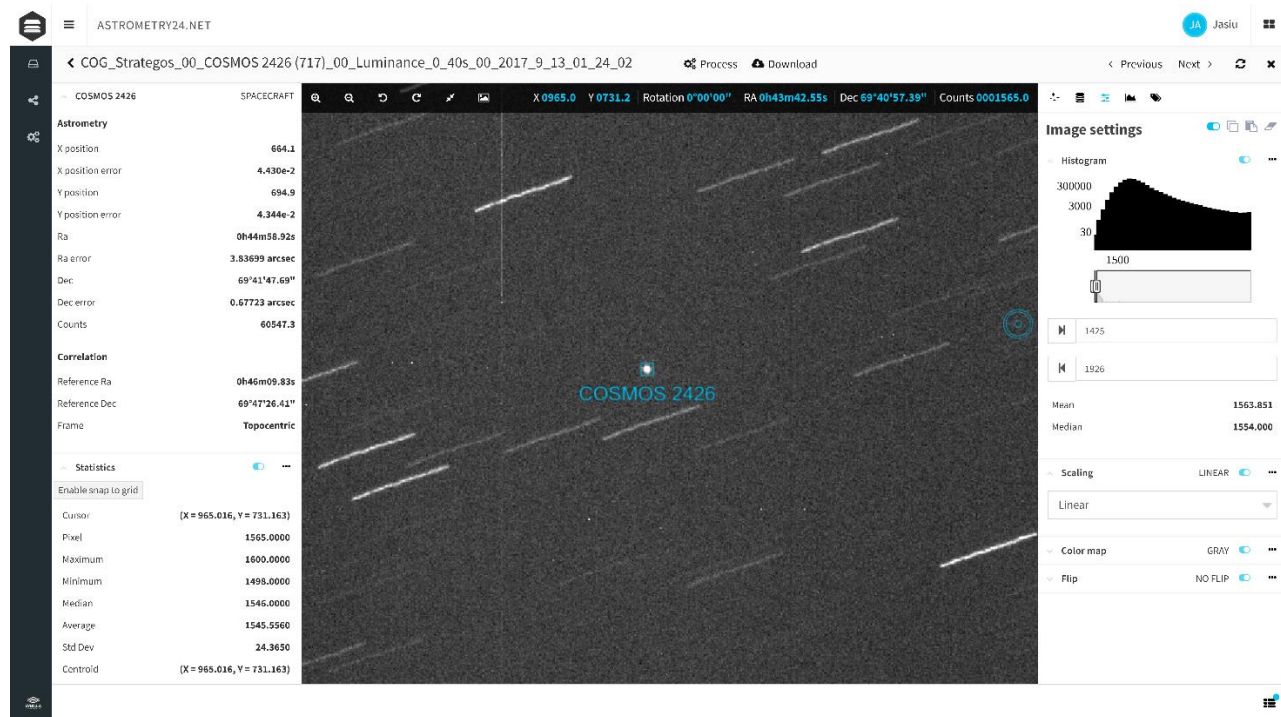 ASTROMETRY24.NET
JA Jasiu
COG_Strategos_00_COSMOS 2426 (717)_00_Luminance_0_40s_00_2017_9_13_01_24_02
Process Download
< Previous Next >
COSMOS 2426 SPACECRAFT
Astrometry
X position 664.1
X position error 4.430e-2
Y position 694.9
Y position error 4.344e-2
Ra 0h44m58.92s
Ra error 3.83699 arcsec
Dec 69°41'47.69"
Dec error 0.67723 arcsec
Counts 60547.3
Correlation
Reference Ra 0h46m09.83s
Reference Dec 69°47'26.41"
Frame Topocentric
Statistics
Enable snap to grid
Cursor (X = 965.016, Y = 731.163)
Pixel 1565.0000
Maximum 1600.0000
Minimum 1498.0000
Median 1546.0000
Average 1545.5560
Std Dev 24.3650
Centroid (X = 965.016, Y = 731.163)
X 0965.0 Y 0731.2 Rotation 0°00'00" RA 0h43m42.55s Dec 69°40'57.39" Counts 0001565.0
COSMOS 2426
Image settings
Histogram
300000
3000
30
1500
1425
1926
Mean 1563.851
Median 1554.000
Scaling LINEAR
Linear
Color map GRAY
Flip NO FLIP